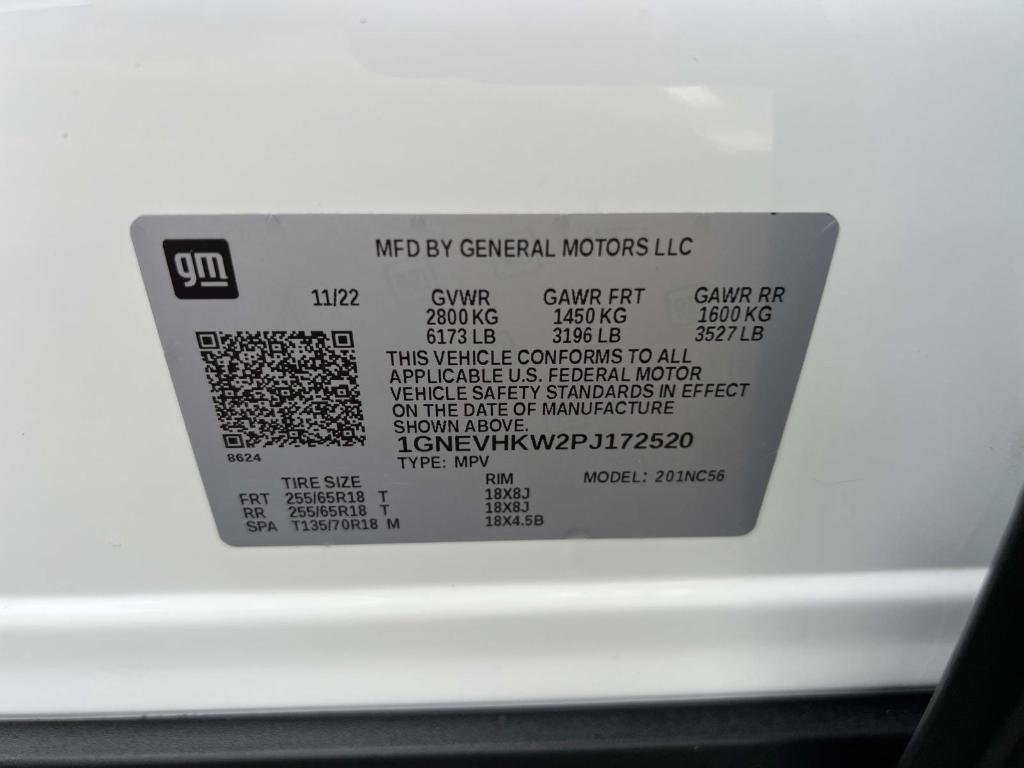 gm
MFD BY GENERAL MOTORS LLC
11/22 GVWR GAWR FRT GAWR RR
2800 KG 1450 KG 1600 KG
6173 LB 3196 LB 3527 LB
THIS VEHICLE CONFORMS TO ALL
APPLICABLE U.S. FEDERAL MOTOR
VEHICLE SAFETY STANDARDS IN EFFECT
ON THE DATE OF MANUFACTURE
SHOWN ABOVE.
1GNEVHKW2PJ172520
8624
TYPE: MPV
MODEL: 201NC56
TIRE SIZE RIM
FRT 255/65R18 T 18X8J
RR 255/65R18 T 18X8J
SPA T135/70R18 M 18X4.5B